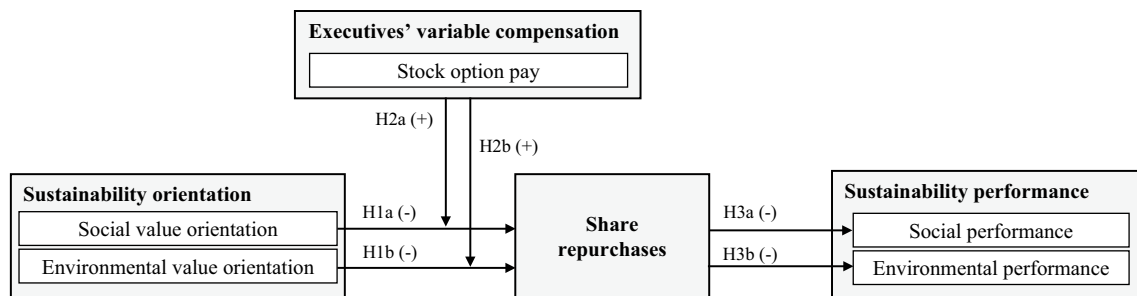 Executives’ variable compensation
Stock option pay
H2a (+)
H2b (+)
Sustainability orientation
Social value orientation
Environmental value orientation
H1a (-)
H1b (-)
Share
repurchases
H3a (-)
H3b (-)
Sustainability performance
Social performance
Environmental performance